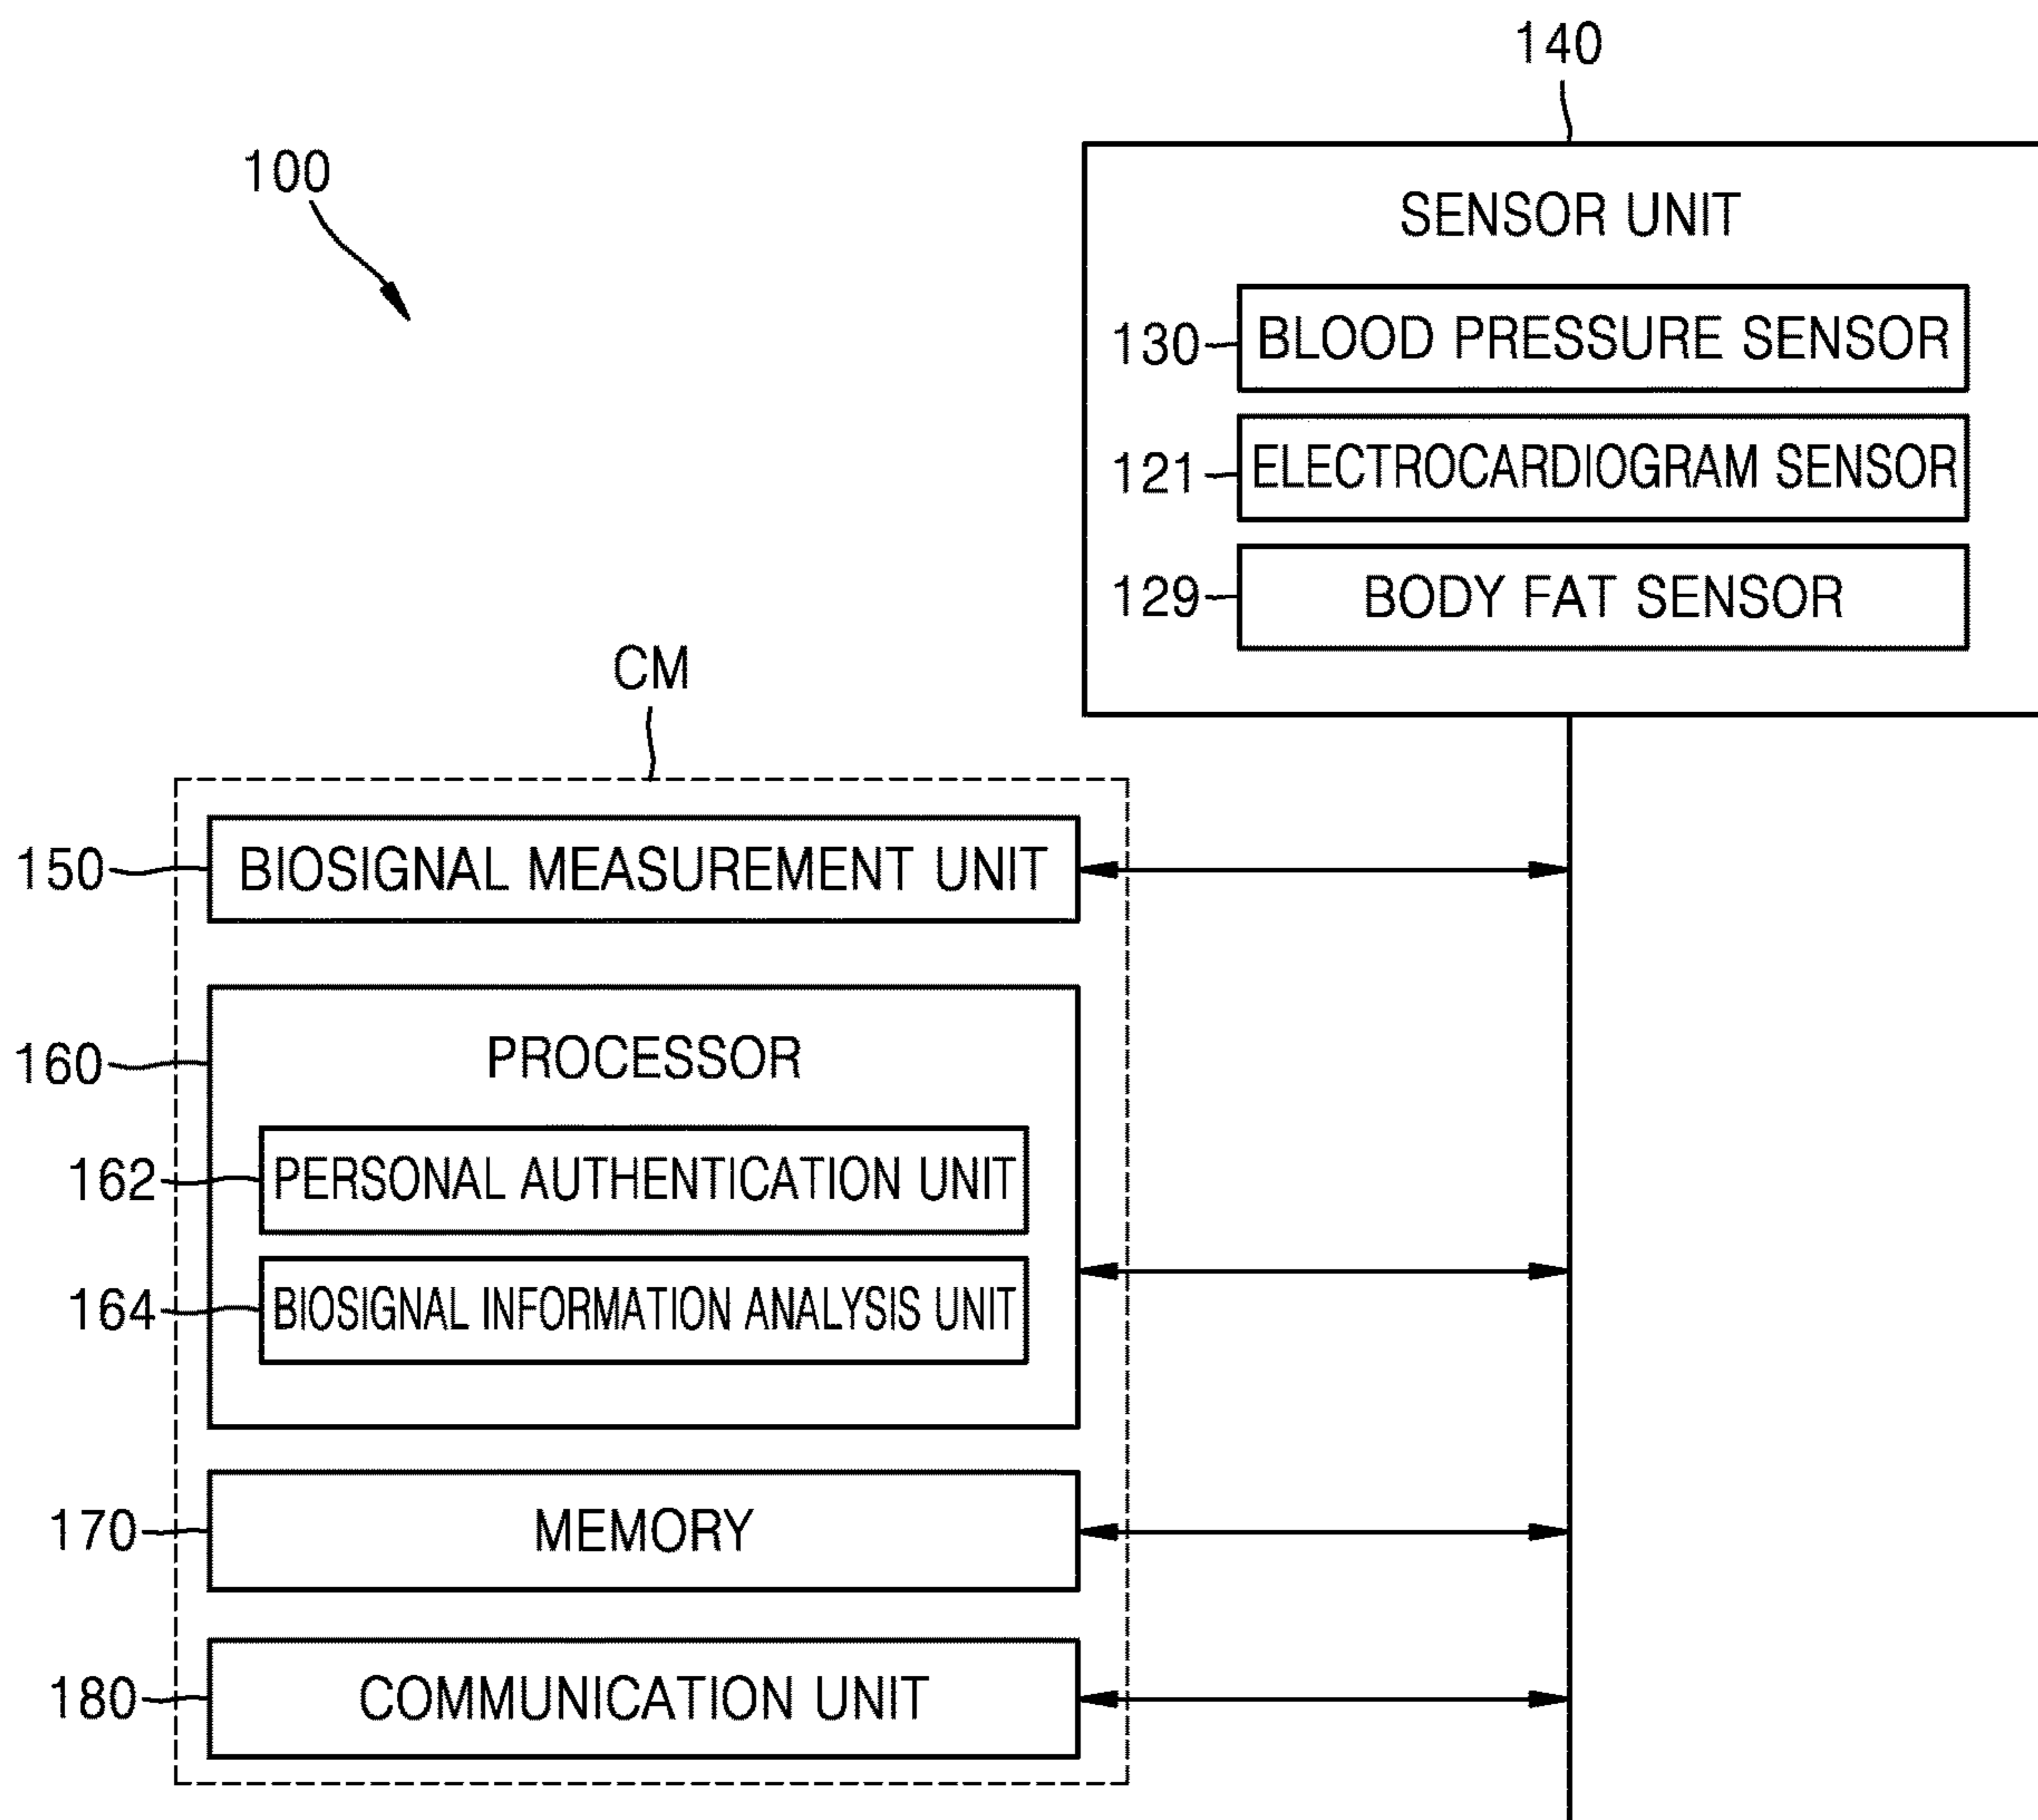 140
100
SENSOR UNIT
130 BLOOD PRESSURE SENSOR
121 ELECTROCARDIOGRAM SENSOR
129 BODY FAT SENSOR
CM
150 BIOSIGNAL MEASUREMENT UNIT
160 PROCESSOR
162 PERSONAL AUTHENTICATION UNIT
164 BIOSIGNAL INFORMATION ANALYSIS UNIT
170 MEMORY
180 COMMUNICATION UNIT